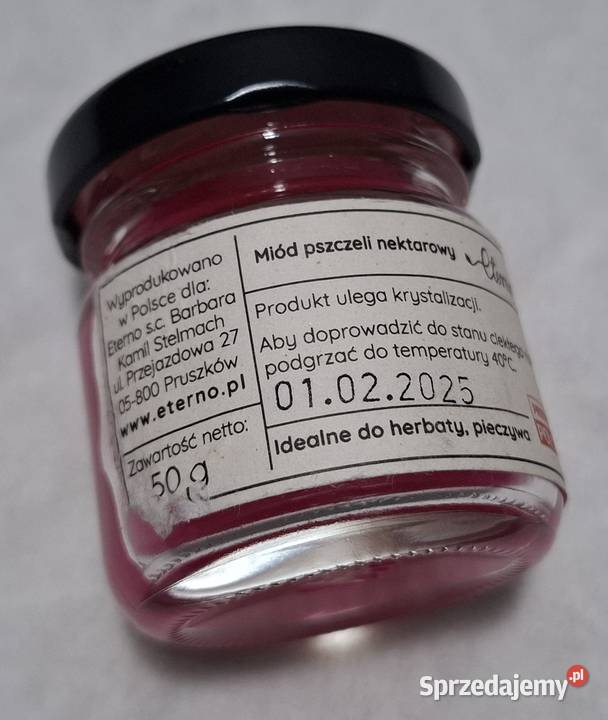 Wyprodukowano
w Polsce dla:
Eterno s.c. Barbara
Kamil Stelmach
ul. Przejazdowa 27
05-800 Pruszków
www.eterno.pl
Zawartość netto:
50 g
Miód pszczeli nektarowy
Produkt ulega krystalizacji.
Aby doprowadzić do stanu ciekłego
podgrzać do temperatury 40°C.
01.02.2025
Idealne do herbaty, pieczywa
Sprzedajemy.pl